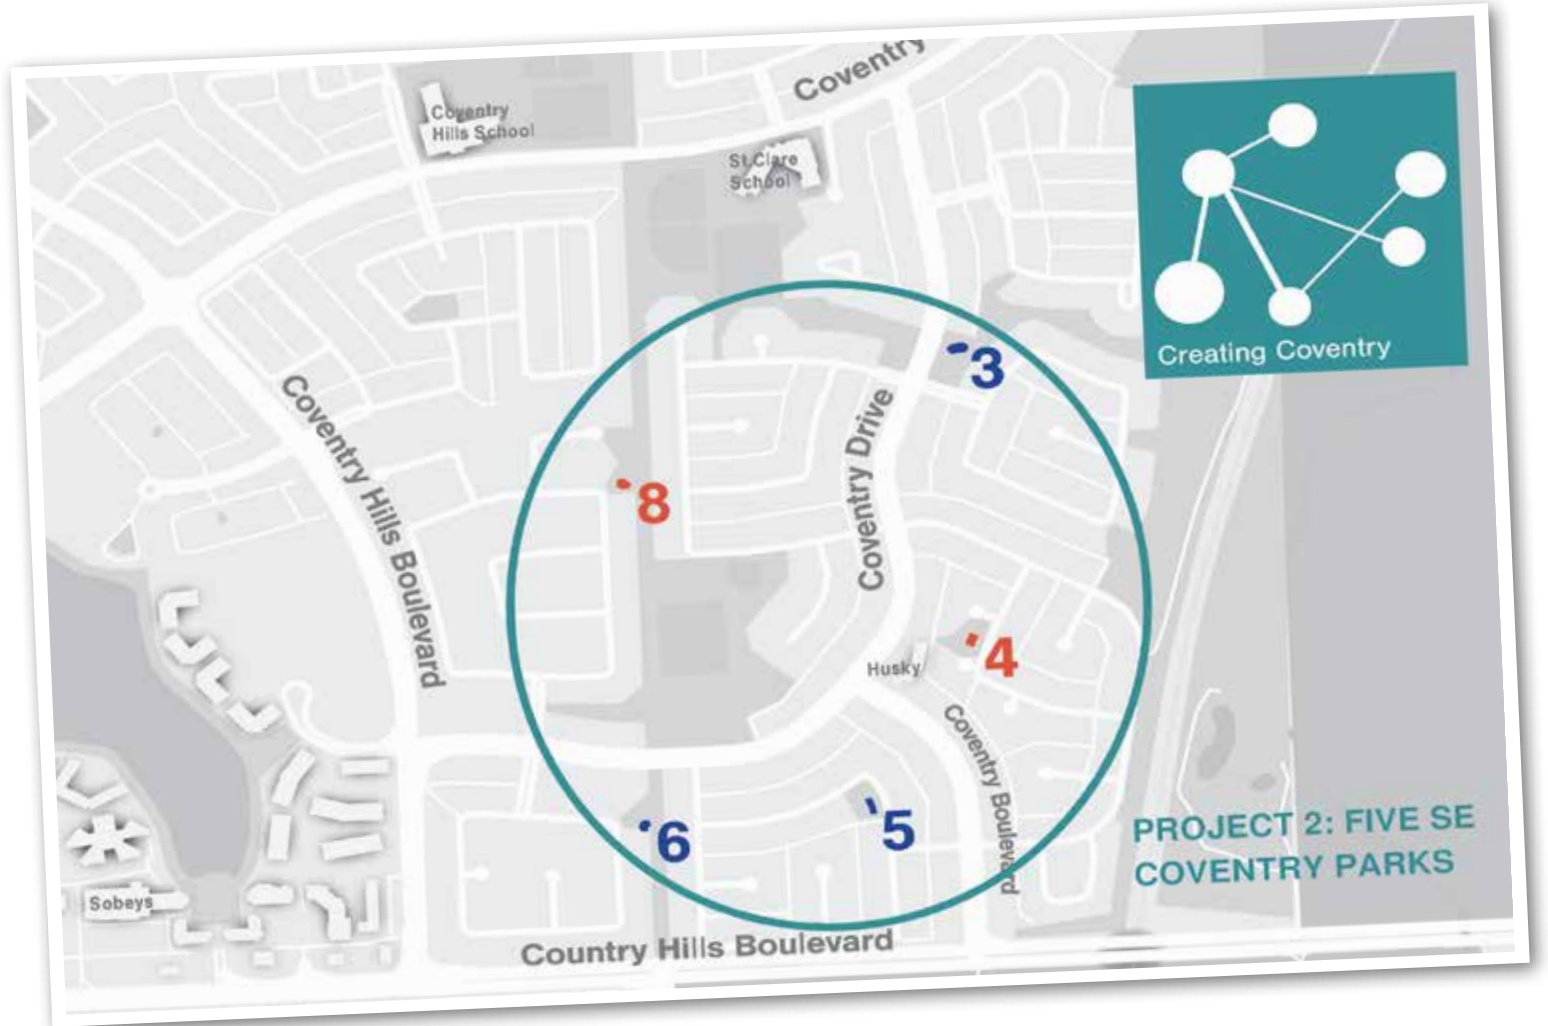 Coventry
Coventry
Hills School
St Clare
School
Creating Coventry
3
Coventry Drive
Coventry Hills Boulevard
8
4
Husky
Coventry Boulevard
5
6
PROJECT 2: FIVE SE
COVENTRY PARKS
Sobeys
Country Hills Boulevard